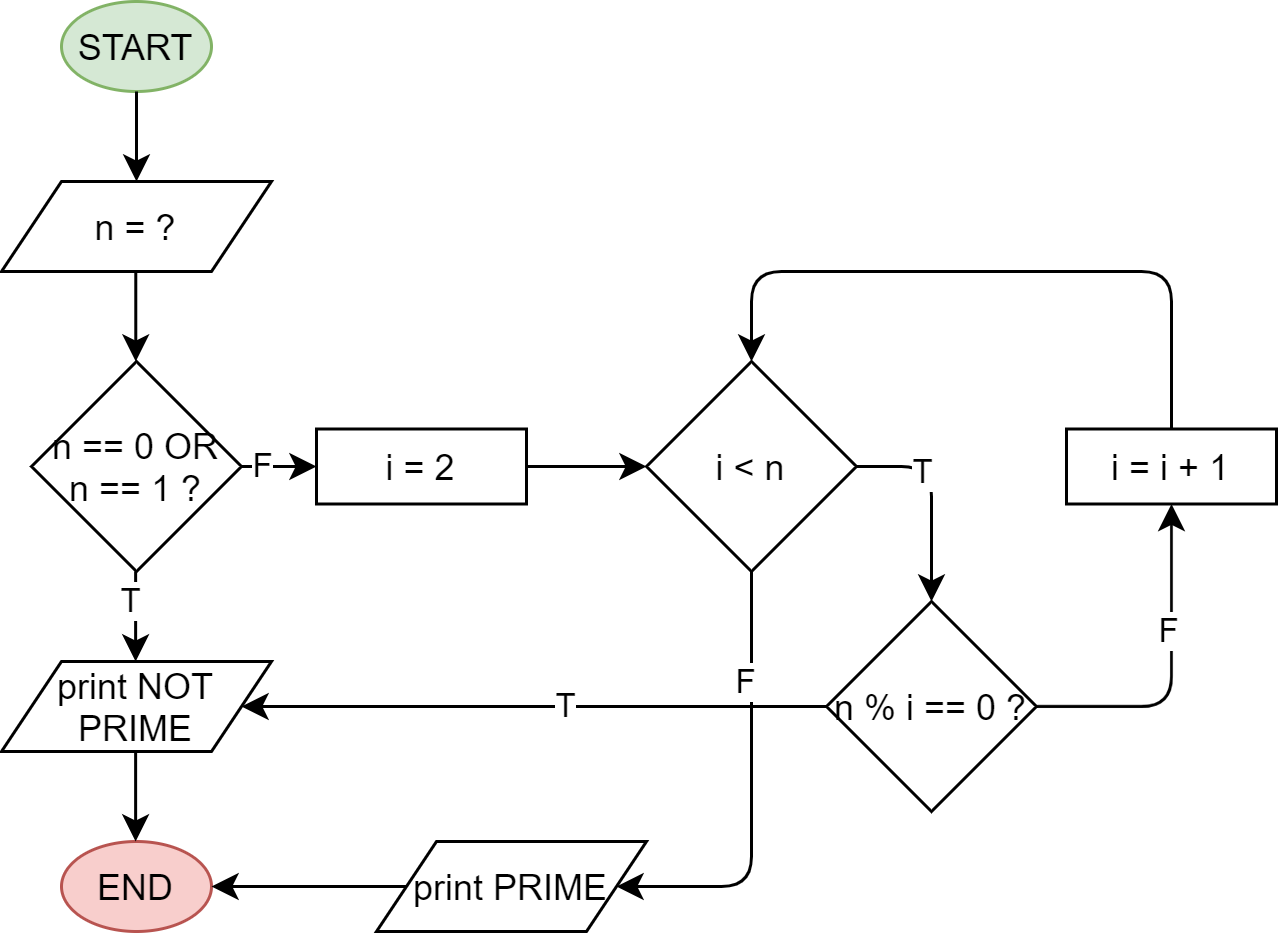 START
n = ?
n == 0 OR
n == 1 ?
F
i = 2
i < n
T
i = i + 1
T
F
F
print NOT
PRIME
T
n % i == 0 ?
END
print PRIME